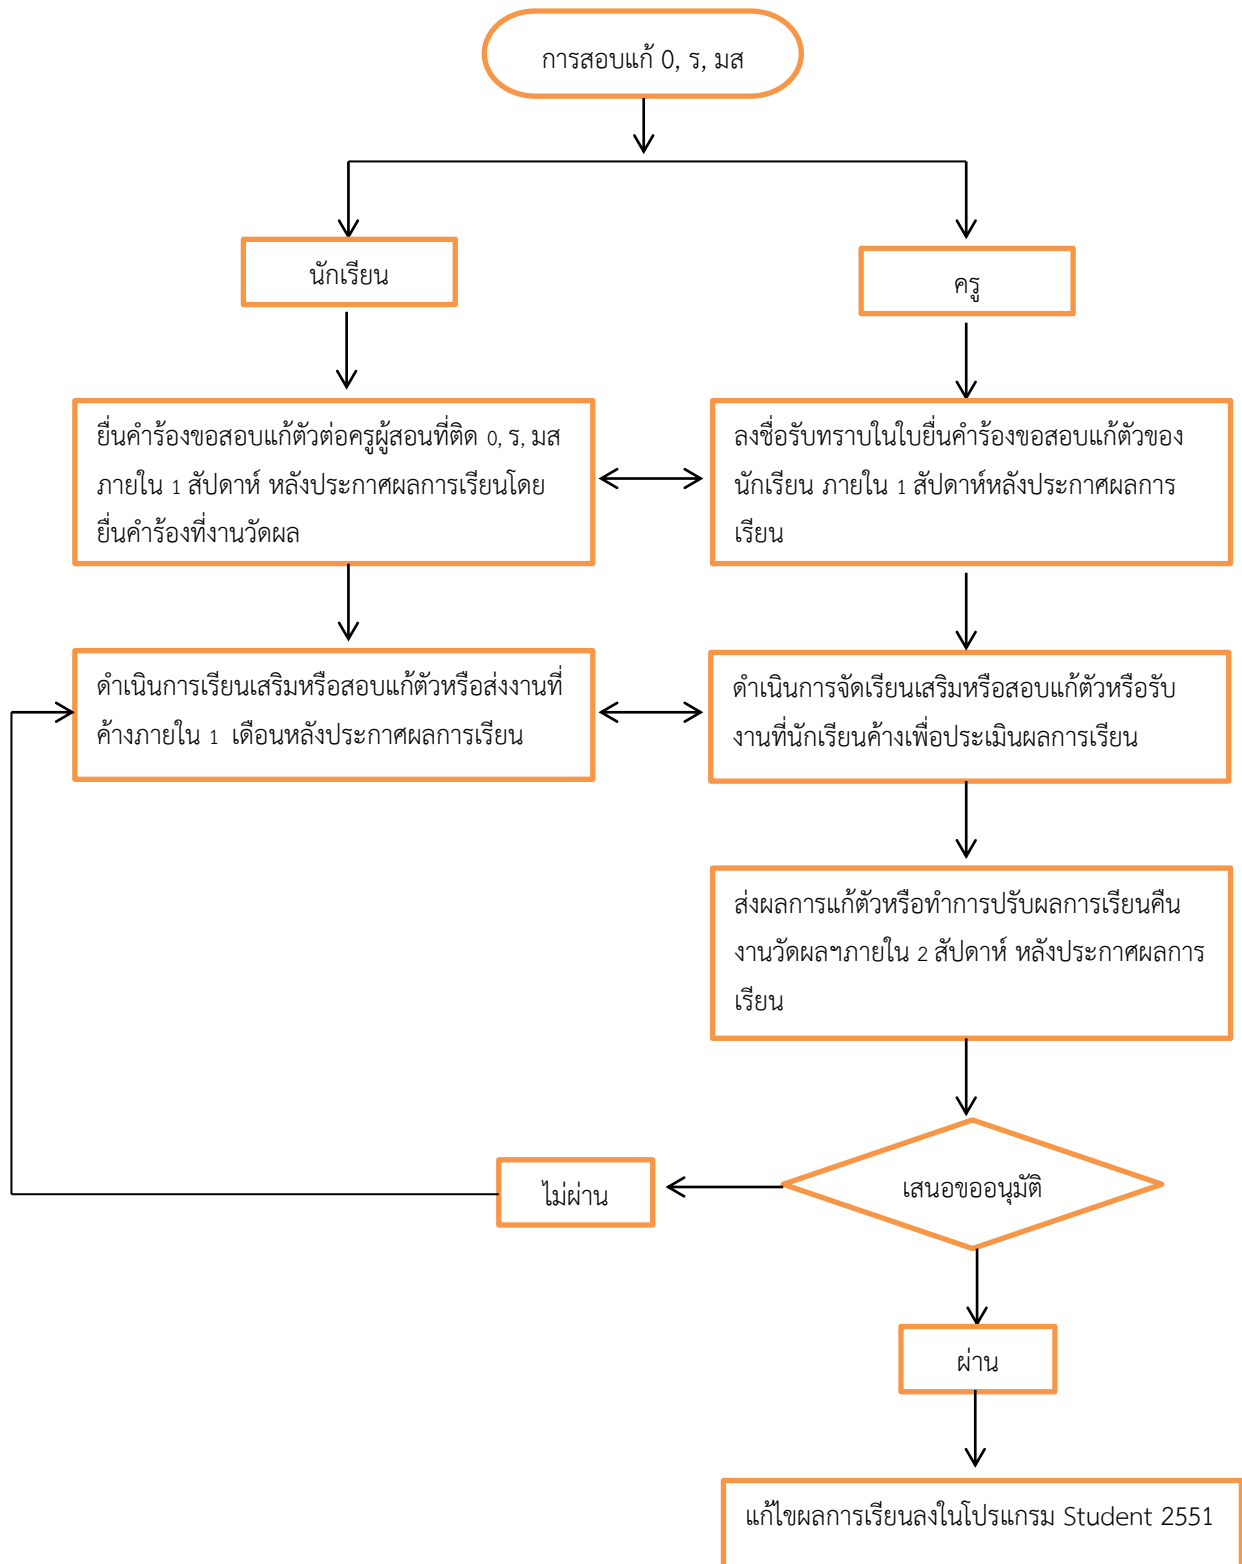 การสอบแก้ 0, ร, มส
นักเรียน
ครู
ยื่นคำร้องขอสอบแก้ตัวต่อครูผู้สอนที่ติด 0, ร, มส
ภายใน 1 สัปดาห์ หลังประกาศผลการเรียนโดย
ยื่นคำร้องที่งานวัดผล
ลงชื่อรับทราบในใบยื่นคำร้องขอสอบแก้ตัวของ
นักเรียน ภายใน 1 สัปดาห์หลังประกาศผลการ
เรียน
ดำเนินการเรียนเสริมหรือสอบแก้ตัวหรือส่งงานที่
ค้างภายใน 1 เดือนหลังประกาศผลการเรียน
ดำเนินการจัดเรียนเสริมหรือสอบแก้ตัวหรือรับ
งานที่นักเรียนค้างเพื่อประเมินผลการเรียน
ส่งผลการแก้ตัวหรือทำการปรับผลการเรียนคืน
งานวัดผลฯภายใน 2 สัปดาห์ หลังประกาศผลการ
เรียน
เสนอขออนุมัติ
ไม่ผ่าน
ผ่าน
แก้ไขผลการเรียนลงในโปรแกรม Student 2551